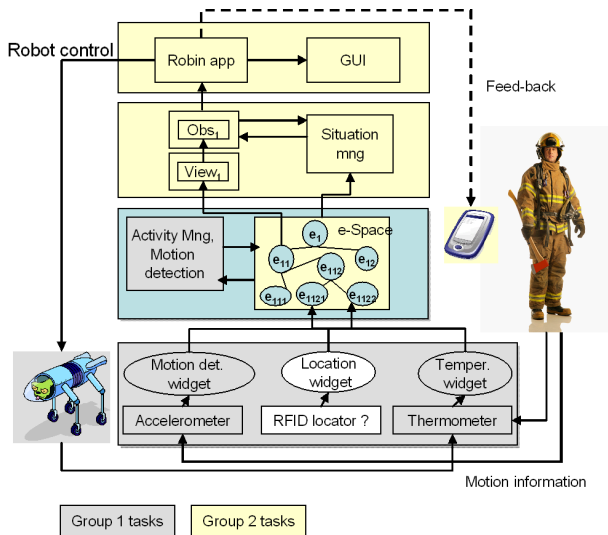 Robot control
Robin app
GUI
Feed-back
Obs1
View1
Situation
mng
Activity Mng,
Motion
detection
e-Space
e1
e11
e112
e12
e111
e1121
e1122
Motion det.
widget
Location
widget
Temper.
widget
Accelerometer
RFID locator ?
Thermometer
Motion information
Group 1 tasks
Group 2 tasks